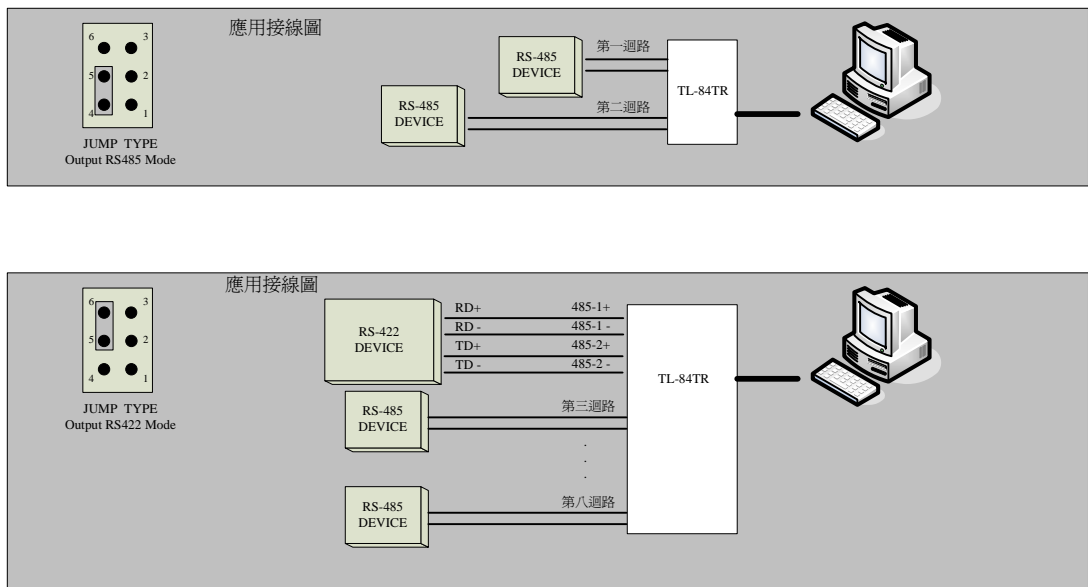 應用接線圖
6 3
5 2
4 1
JUMP TYPE
Output RS485 Mode
RS-485
DEVICE
第一迴路
RS-485
DEVICE
第二迴路
TL-84TR
應用接線圖
6 3
5 2
4 1
JUMP TYPE
Output RS422 Mode
RS-422
DEVICE
RD+ 485-1+
RD - 485-1 -
TD+ 485-2+
TD - 485-2 -
TL-84TR
RS-485
DEVICE
第三迴路
.
.
.
RS-485
DEVICE
第八迴路